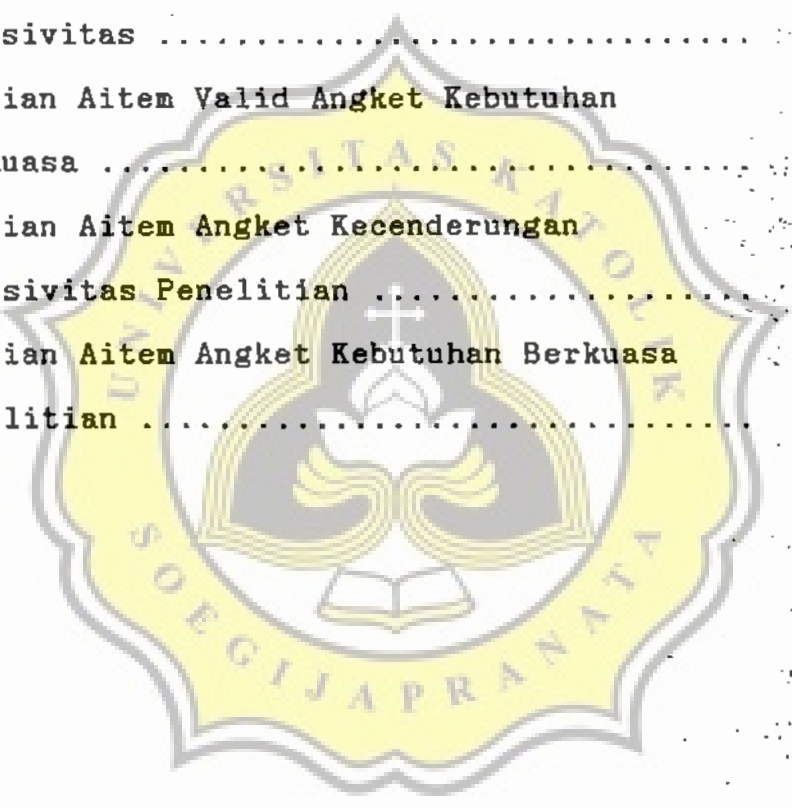 sivitas ................................
ian Aitem Valid Angket Kebutuhan
uasa ...................................
ian Aitem Angket Kecenderungan
sivitas Penelitian ....................
ian Aitem Angket Kebutuhan Berkuasa
litian .................................
UNIVERSITAS KATOLIK
SOEGIJAPRANATA